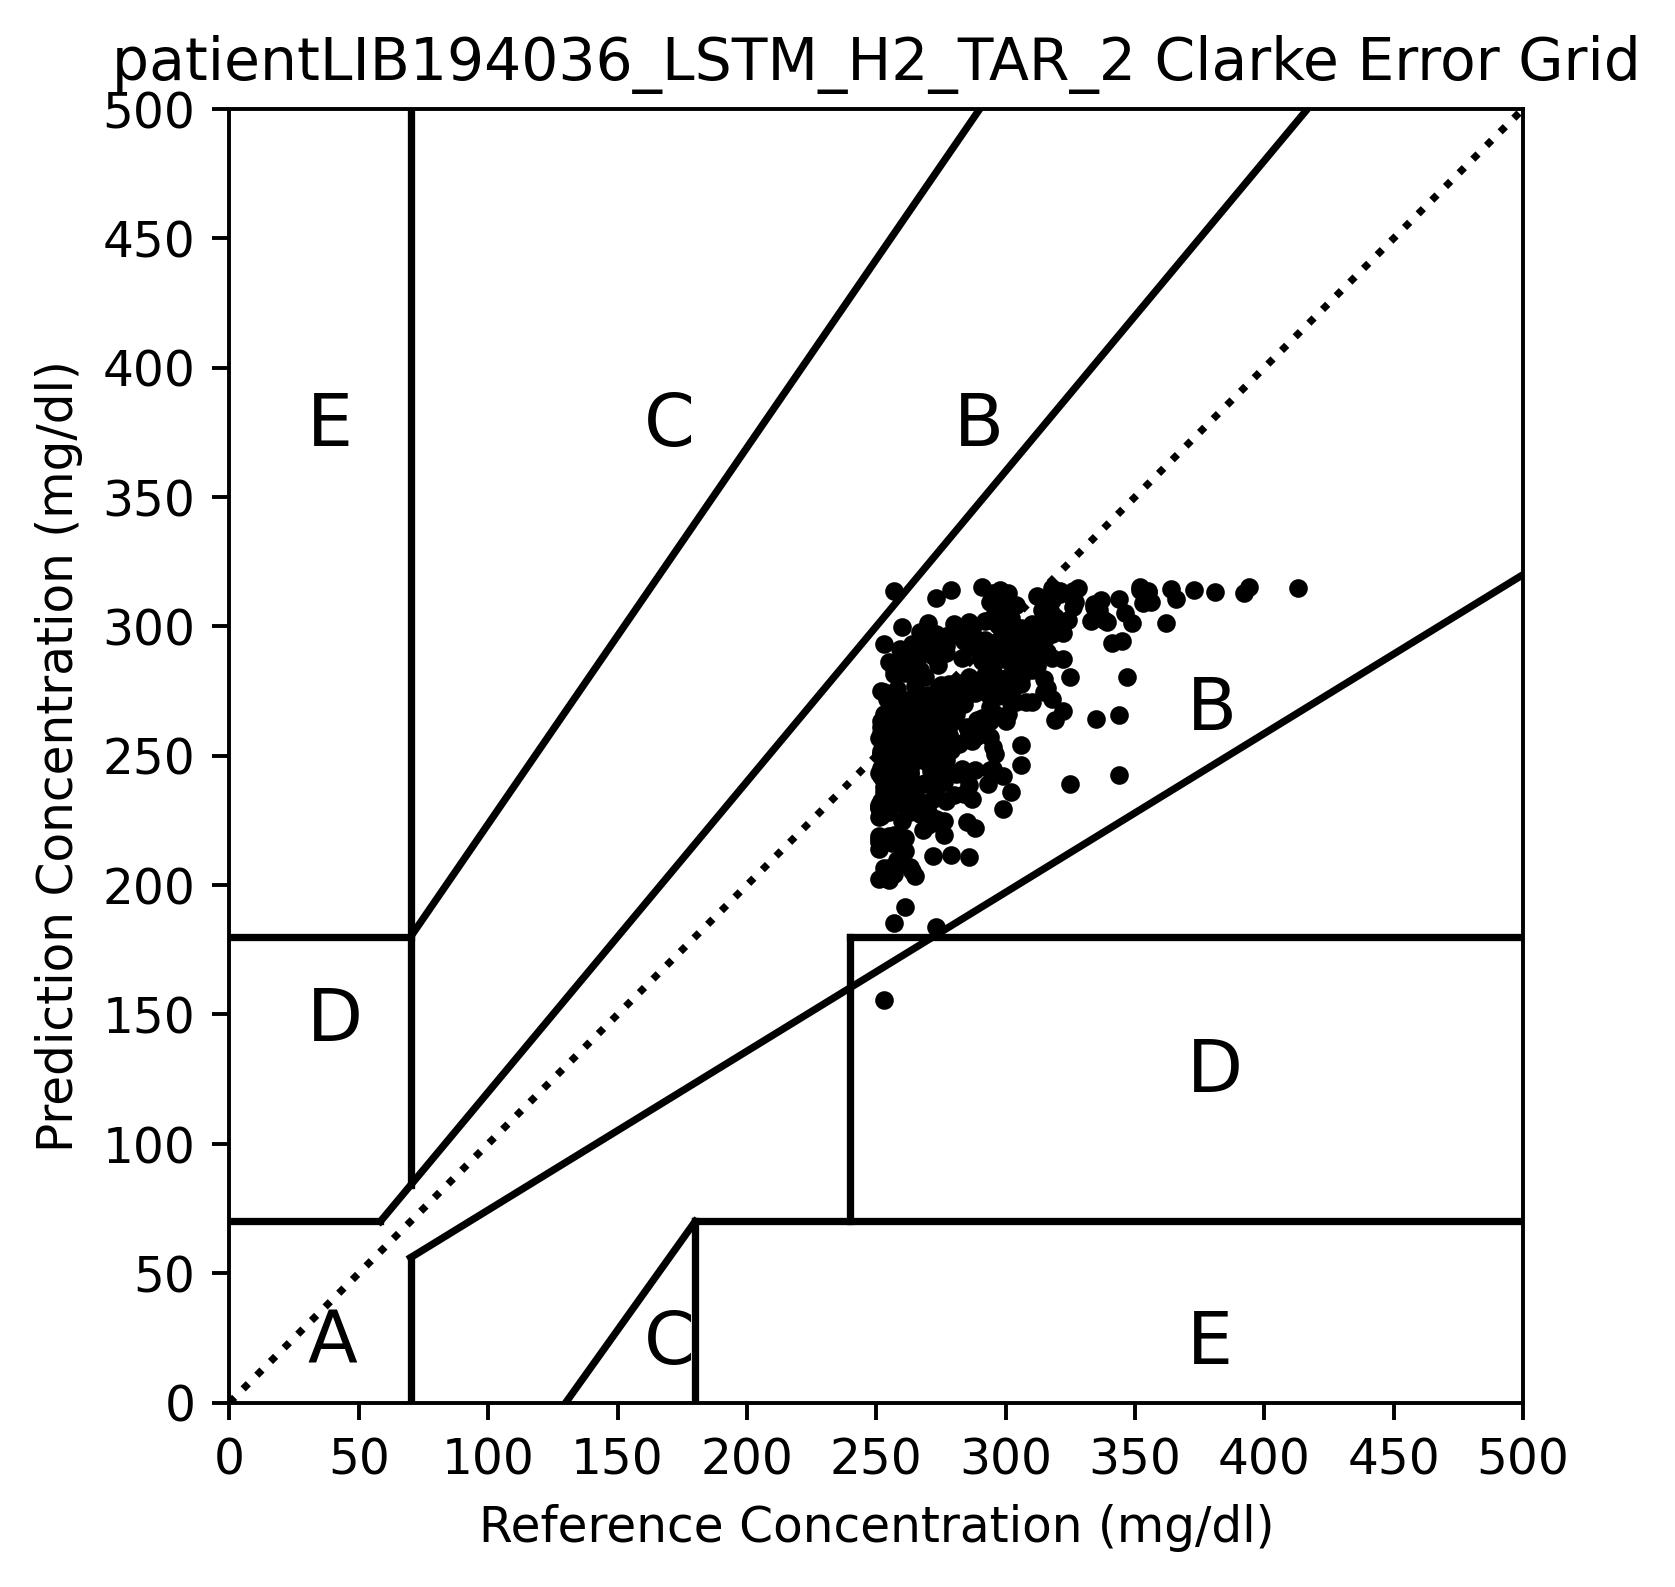 patientLIB194036_LSTM_H2_TAR_2 Clarke Error Grid
500
450
400
350
300
250
200
150
100
50
0
Prediction Concentration (mg/dl)
E
C
B
B
D
D
A
C
E
0 50 100 150 200 250 300 350 400 450 500
Reference Concentration (mg/dl)